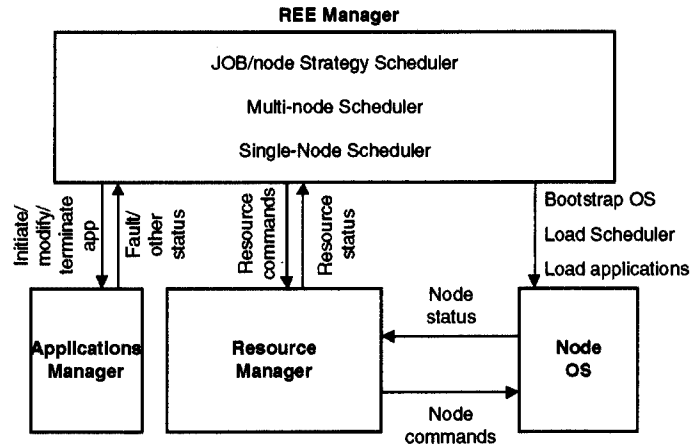 REE Manager
JOB/node Strategy Scheduler
Multi-node Scheduler
Single-Node Scheduler
Initiate/
modify/
terminate
app
Fault/
other
status
Resource
commands
Resource
status
Bootstrap OS
Load Scheduler
Load applications
Applications
Manager
Resource
Manager
Node
status
Node
commands
Node
OS